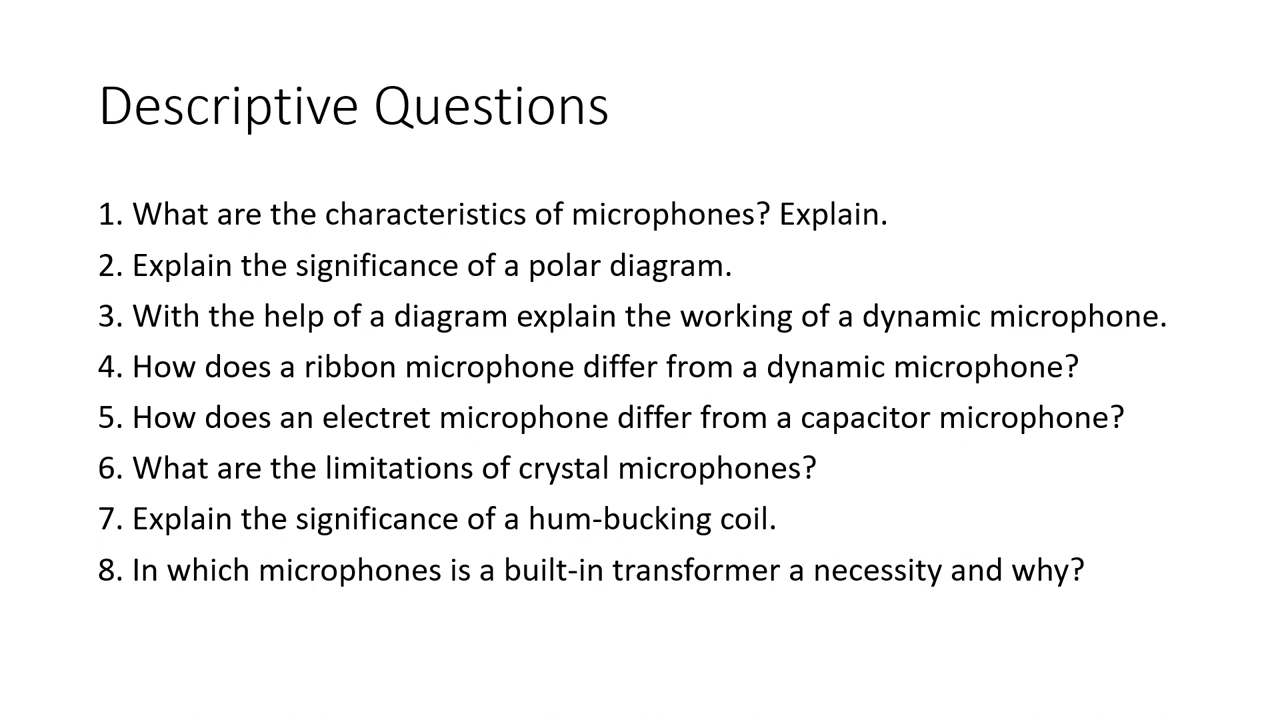 Descriptive Questions
1. What are the characteristics of microphones? Explain.
2. Explain the significance of a polar diagram.
3. With the help of a diagram explain the working of a dynamic microphone.
4. How does a ribbon microphone differ from a dynamic microphone?
5. How does an electret microphone differ from a capacitor microphone?
6. What are the limitations of crystal microphones?
7. Explain the significance of a hum-bucking coil.
8. In which microphones is a built-in transformer a necessity and why?